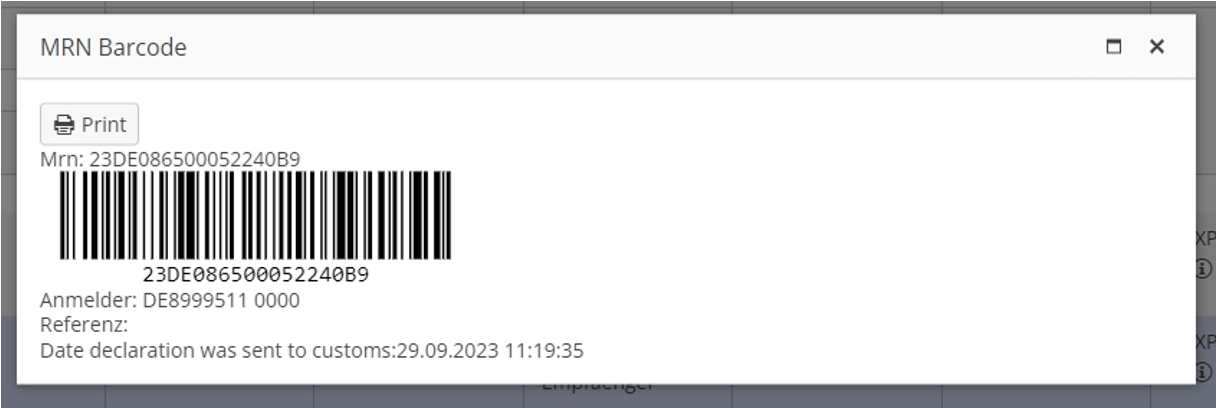 MRN Barcode
Print
Mrn: 23DE086500052240B9
23DE086500052240B9
Anmelder: DE8999511 0000
Referenz:
Date declaration was sent to customs:29.09.2023 11:19:35
XP
XP
Empfaenger